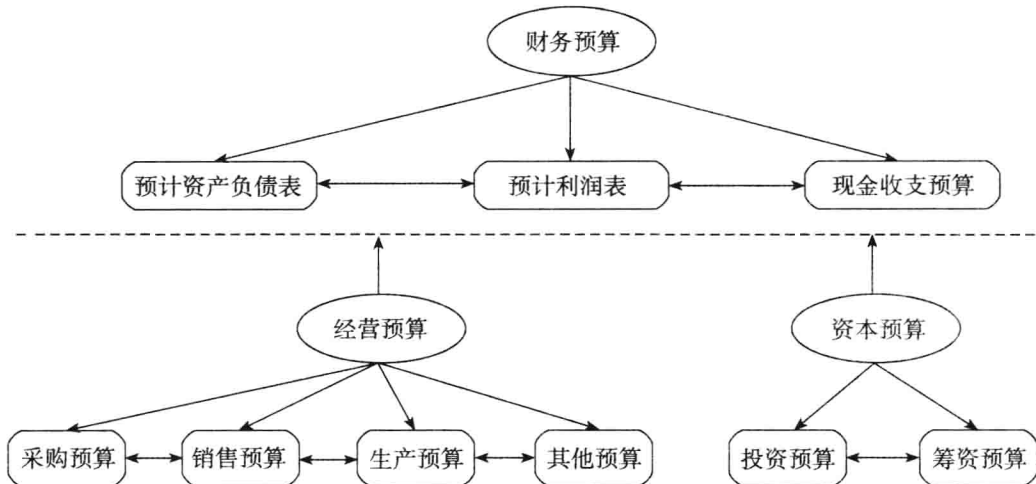 财务预算
预计资产负债表
预计利润表
现金收支预算
经营预算
资本预算
采购预算
销售预算
生产预算
其他预算
投资预算
筹资预算